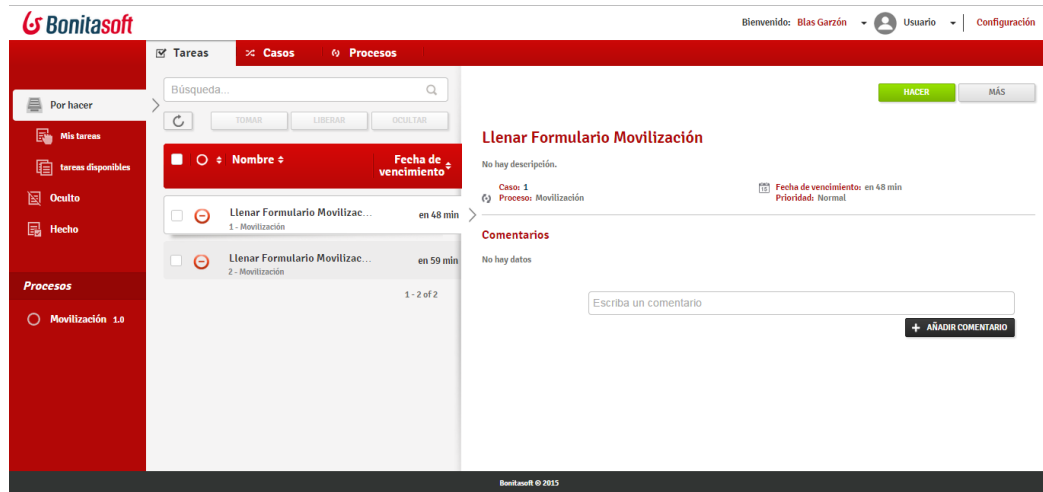 Bonitasoft
Bienvenido: Blas Garzón Usuario Configuración
Tareas Casos Procesos
Por hacer
Mis tareas
tareas disponibles
Oculto
Hecho
Procesos
Movilización 1.0
Búsqueda...
TOMAR LIBERAR OCULTAR
Nombre Fecha de vencimiento
Llenar Formulario Movilizac... en 48 min
1 - Movilización
Llenar Formulario Movilizac... en 59 min
2 - Movilización
1 - 2 of 2
HACER MÁS
Llenar Formulario Movilización
No hay descripción.
Caso: 1
Proceso: Movilización
Fecha de vencimiento: en 48 min
Prioridad: Normal
Comentarios
No hay datos
Escriba un comentario
+ AÑADIR COMENTARIO
Bonitasoft © 2015